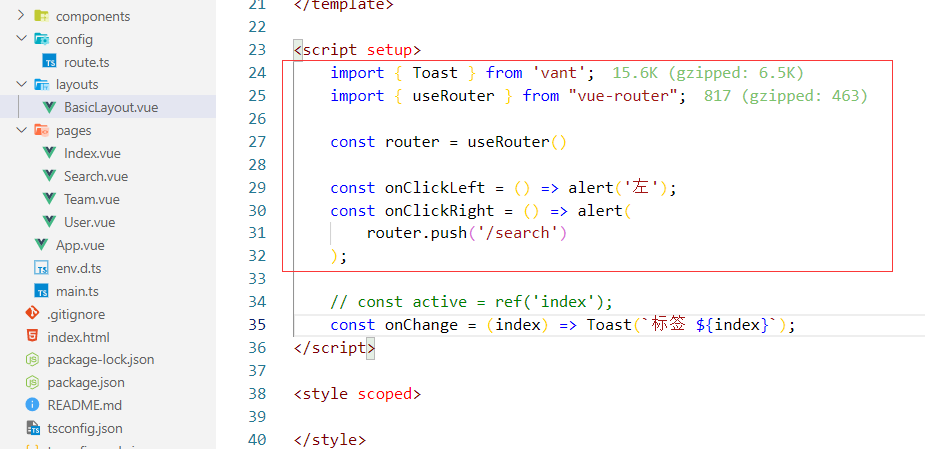 components
config
route.ts
layouts
BasicLayout.vue
pages
Index.vue
Search.vue
Team.vue
User.vue
App.vue
env.d.ts
main.ts
.gitignore
index.html
package-lock.json
package.json
README.md
tsconfig.json
21 </template>
22
23 <script setup>
24 import { Toast } from 'vant'; 15.6K (gzipped: 6.5K)
25 import { useRouter } from "vue-router"; 817 (gzipped: 463)
26
27 const router = useRouter()
28
29 const onClickLeft = () => alert('左');
30 const onClickRight = () => alert(
31 router.push('/search')
32 );
33
34 // const active = ref('index');
35 const onChange = (index) => Toast(`标签 ${index}`);
36 </script>
37
38 <style scoped>
39
40 </style>